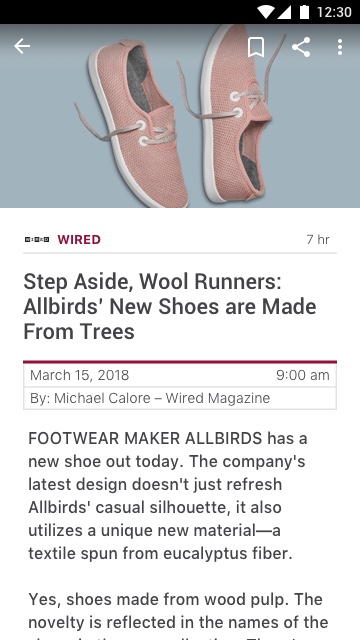 12:30
WIRED WIRED 7 hr
Step Aside, Wool Runners:
Allbirds' New Shoes are Made
From Trees
March 15, 2018 9:00 am
By: Michael Calore – Wired Magazine
FOOTWEAR MAKER ALLBIRDS has a
new shoe out today. The company's
latest design doesn't just refresh
Allbirds' casual silhouette, it also
utilizes a unique new material—a
textile spun from eucalyptus fiber.
Yes, shoes made from wood pulp. The
novelty is reflected in the names of the